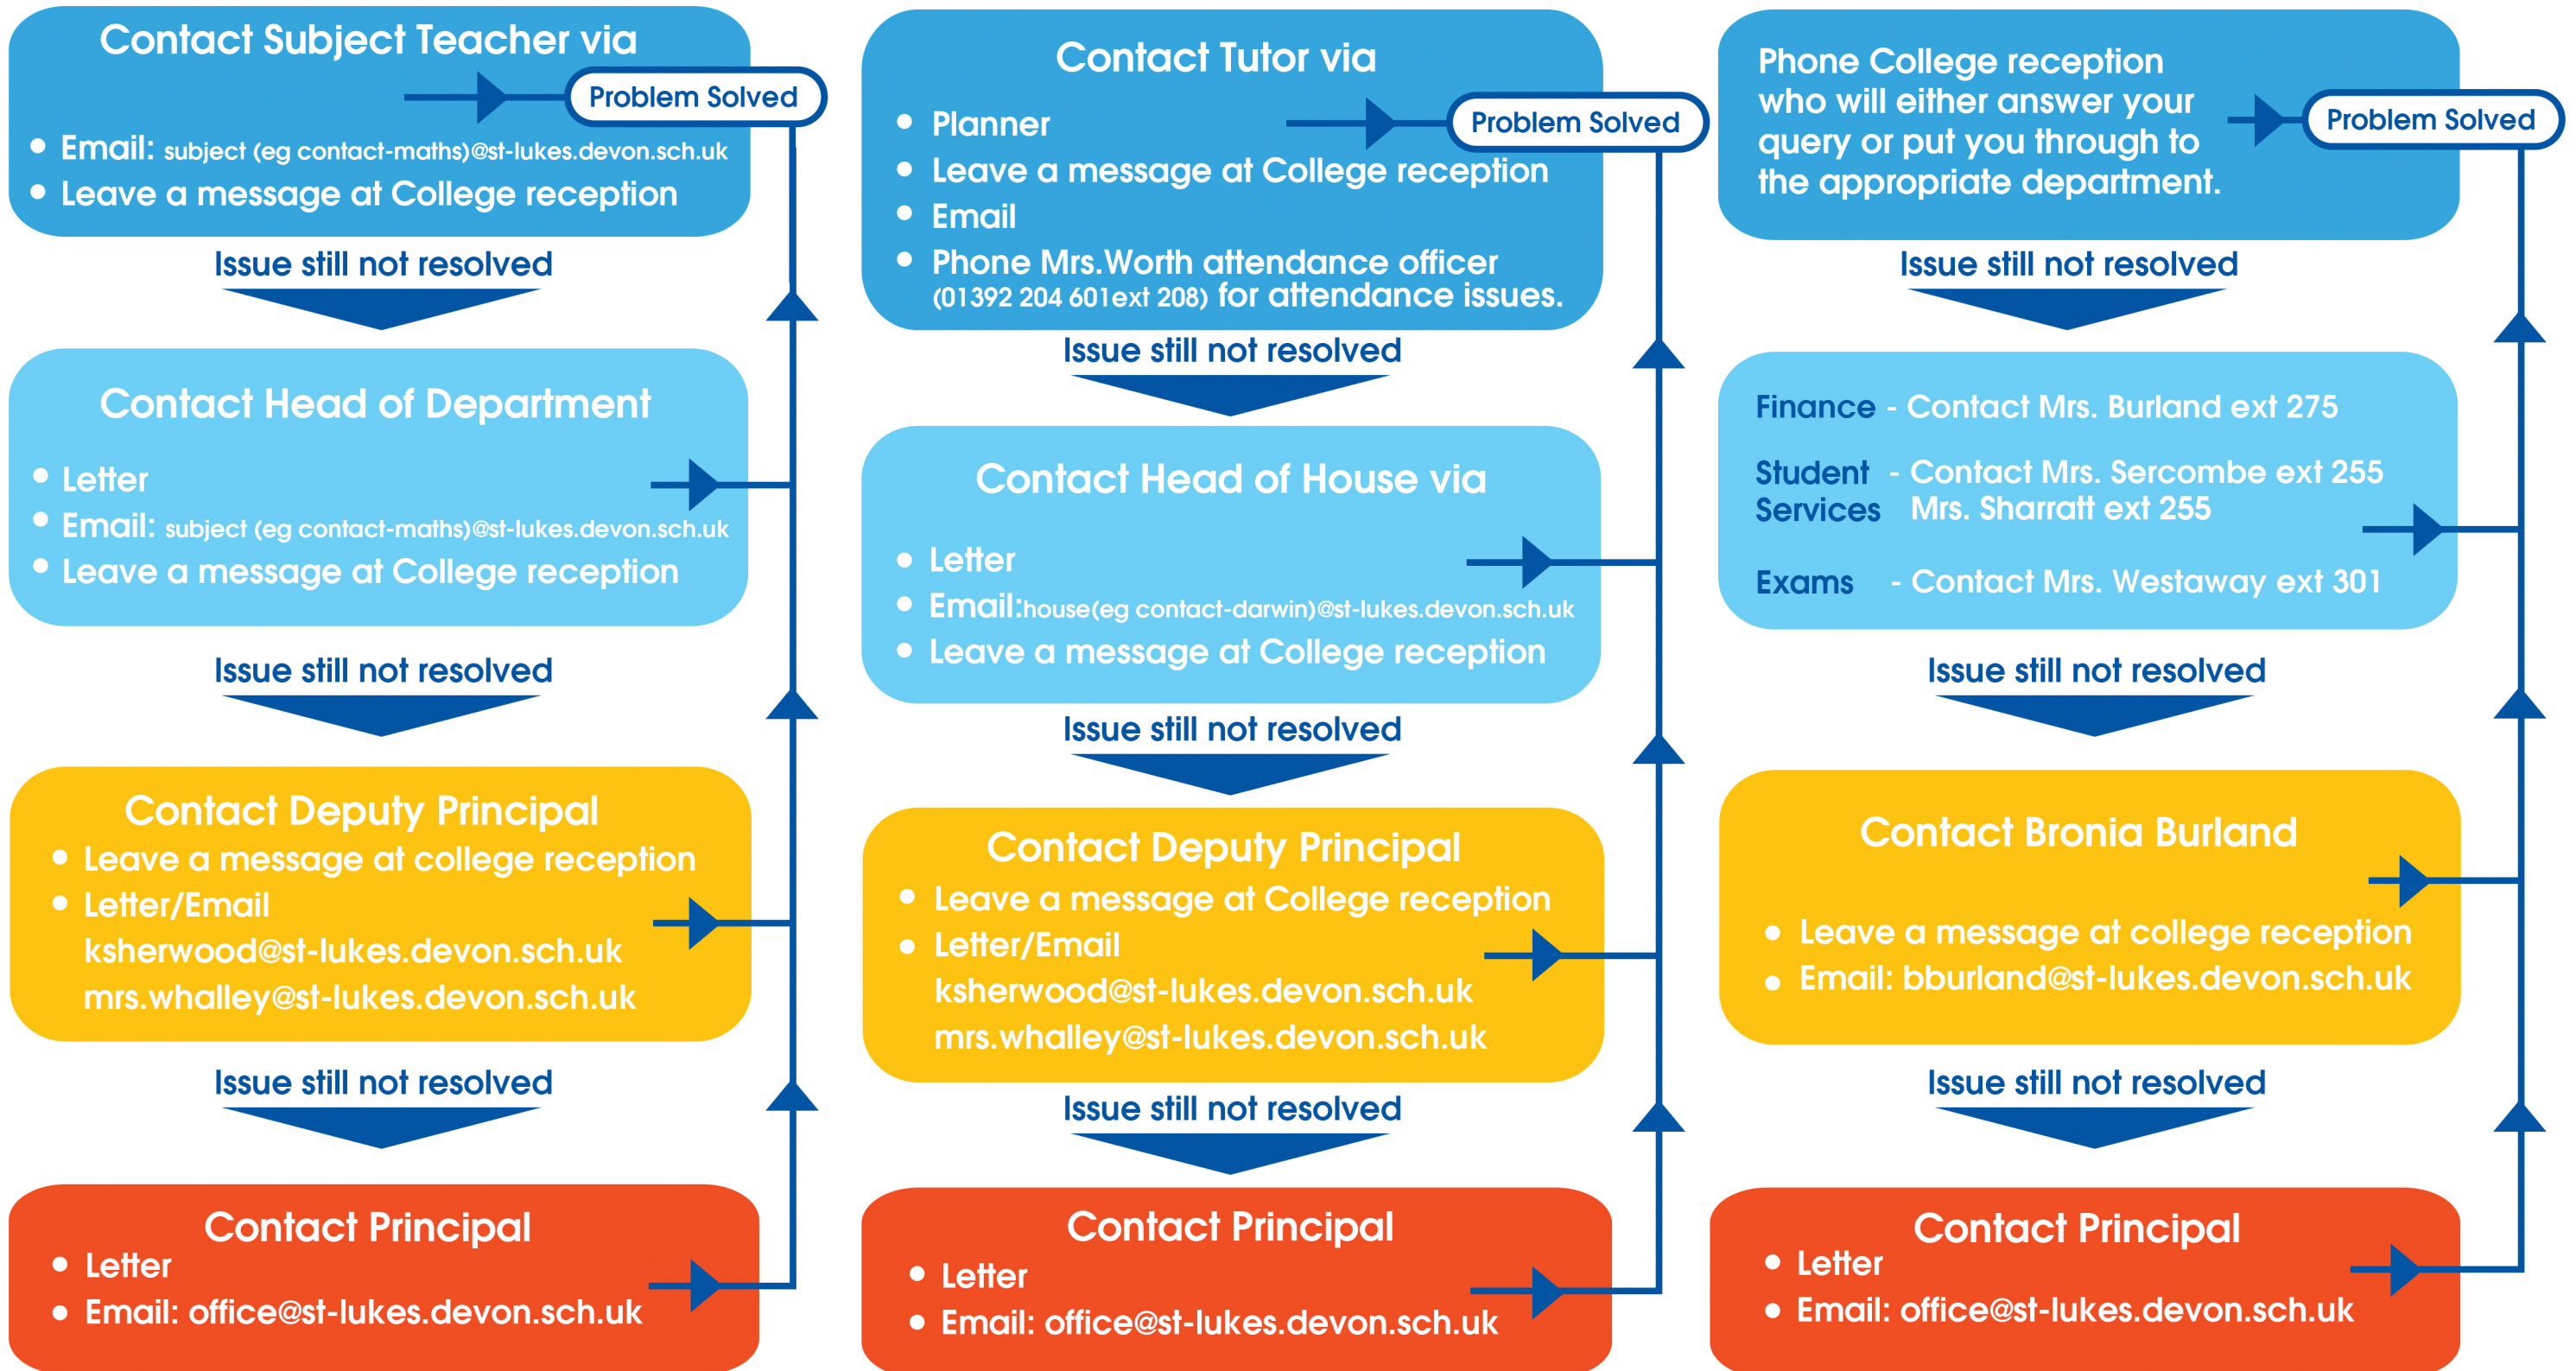 Contact Subject Teacher via
Problem Solved
Email: subject (eg contact-maths)@st-lukes.devon.sch.uk
Leave a message at College reception
Issue still not resolved
Contact Head of Department
Letter
Email: subject (eg contact-maths)@st-lukes.devon.sch.uk
Leave a message at College reception
Issue still not resolved
Contact Deputy Principal
Leave a message at college reception
Letter/Email
ksherwood@st-lukes.devon.sch.uk
mrs.whalley@st-lukes.devon.sch.uk
Issue still not resolved
Contact Principal
Letter
Email: office@st-lukes.devon.sch.uk
Contact Tutor via
Problem Solved
Planner
Leave a message at College reception
Email
Phone Mrs.Worth attendance officer
(01392 204 601ext 208) for attendance issues.
Issue still not resolved
Contact Head of House via
Letter
Email:house(eg contact-darwin)@st-lukes.devon.sch.uk
Leave a message at College reception
Issue still not resolved
Contact Deputy Principal
Leave a message at College reception
Letter/Email
ksherwood@st-lukes.devon.sch.uk
mrs.whalley@st-lukes.devon.sch.uk
Issue still not resolved
Contact Principal
Letter
Email: office@st-lukes.devon.sch.uk
Phone College reception
who will either answer your
query or put you through to
the appropriate department.
Problem Solved
Issue still not resolved
Finance - Contact Mrs. Burland ext 275
Student - Contact Mrs. Sercombe ext 255
Services Mrs. Sharratt ext 255
Exams - Contact Mrs. Westaway ext 301
Issue still not resolved
Contact Bronia Burland
Leave a message at college reception
Email: bburland@st-lukes.devon.sch.uk
Issue still not resolved
Contact Principal
Letter
Email: office@st-lukes.devon.sch.uk